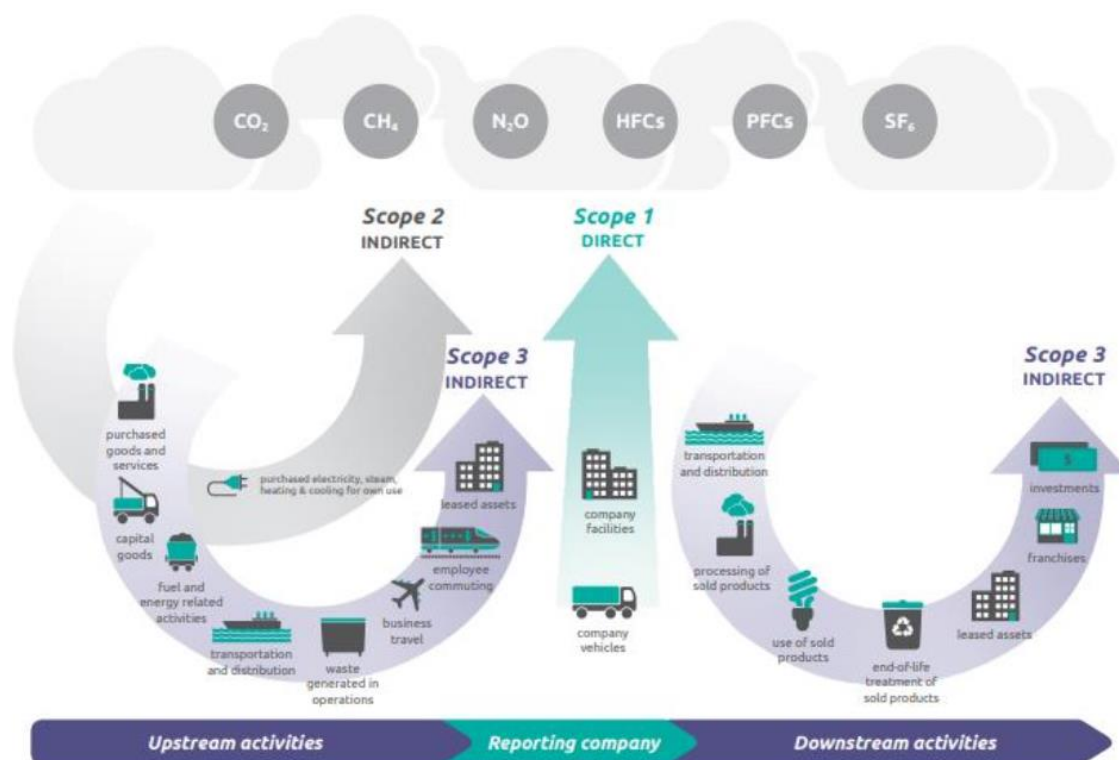 CO₂
CH₄
N₂O
HFCs
PFCs
SF₆
Scope 2
INDIRECT
Scope 1
DIRECT
Scope 3
INDIRECT
Scope 3
INDIRECT
purchased
goods and
services
capital
goods
fuel and
energy related
activities
purchased electricity, steam,
heating & cooling for own use
transportation
and distribution
waste
generated in
operations
business
travel
employee
commuting
leased assets
company
facilities
company
vehicles
transportation
and distribution
processing of
sold products
use of sold
products
end-of-life
treatment of
sold products
leased assets
franchises
investments
$
Upstream activities
Reporting company
Downstream activities